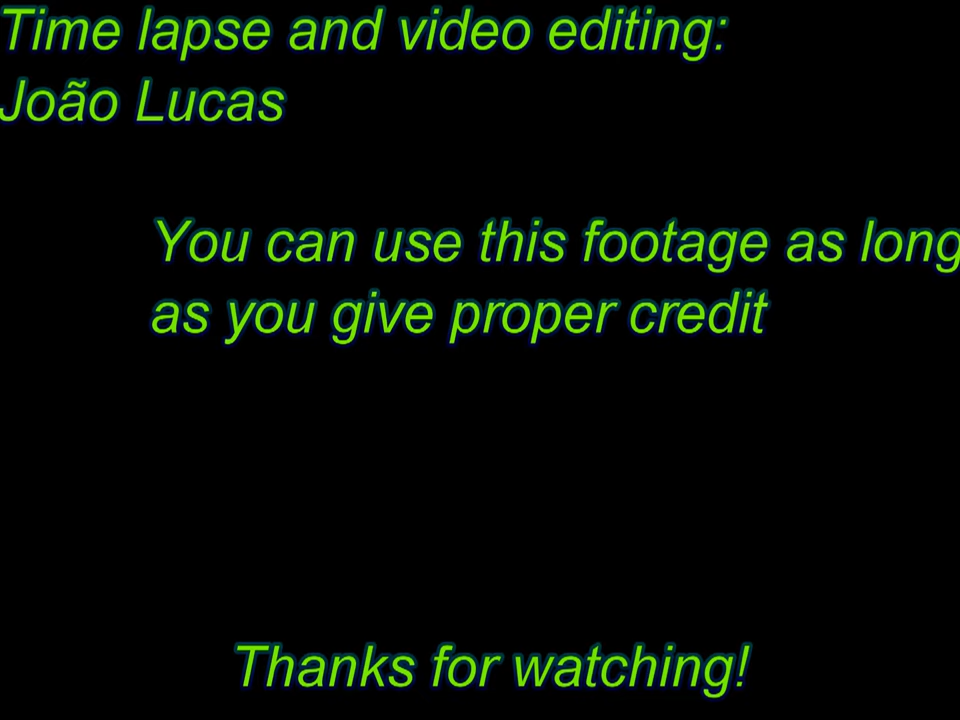 Time lapse and video editing:
João Lucas
You can use this footage as long
as you give proper credit
Thanks for watching!